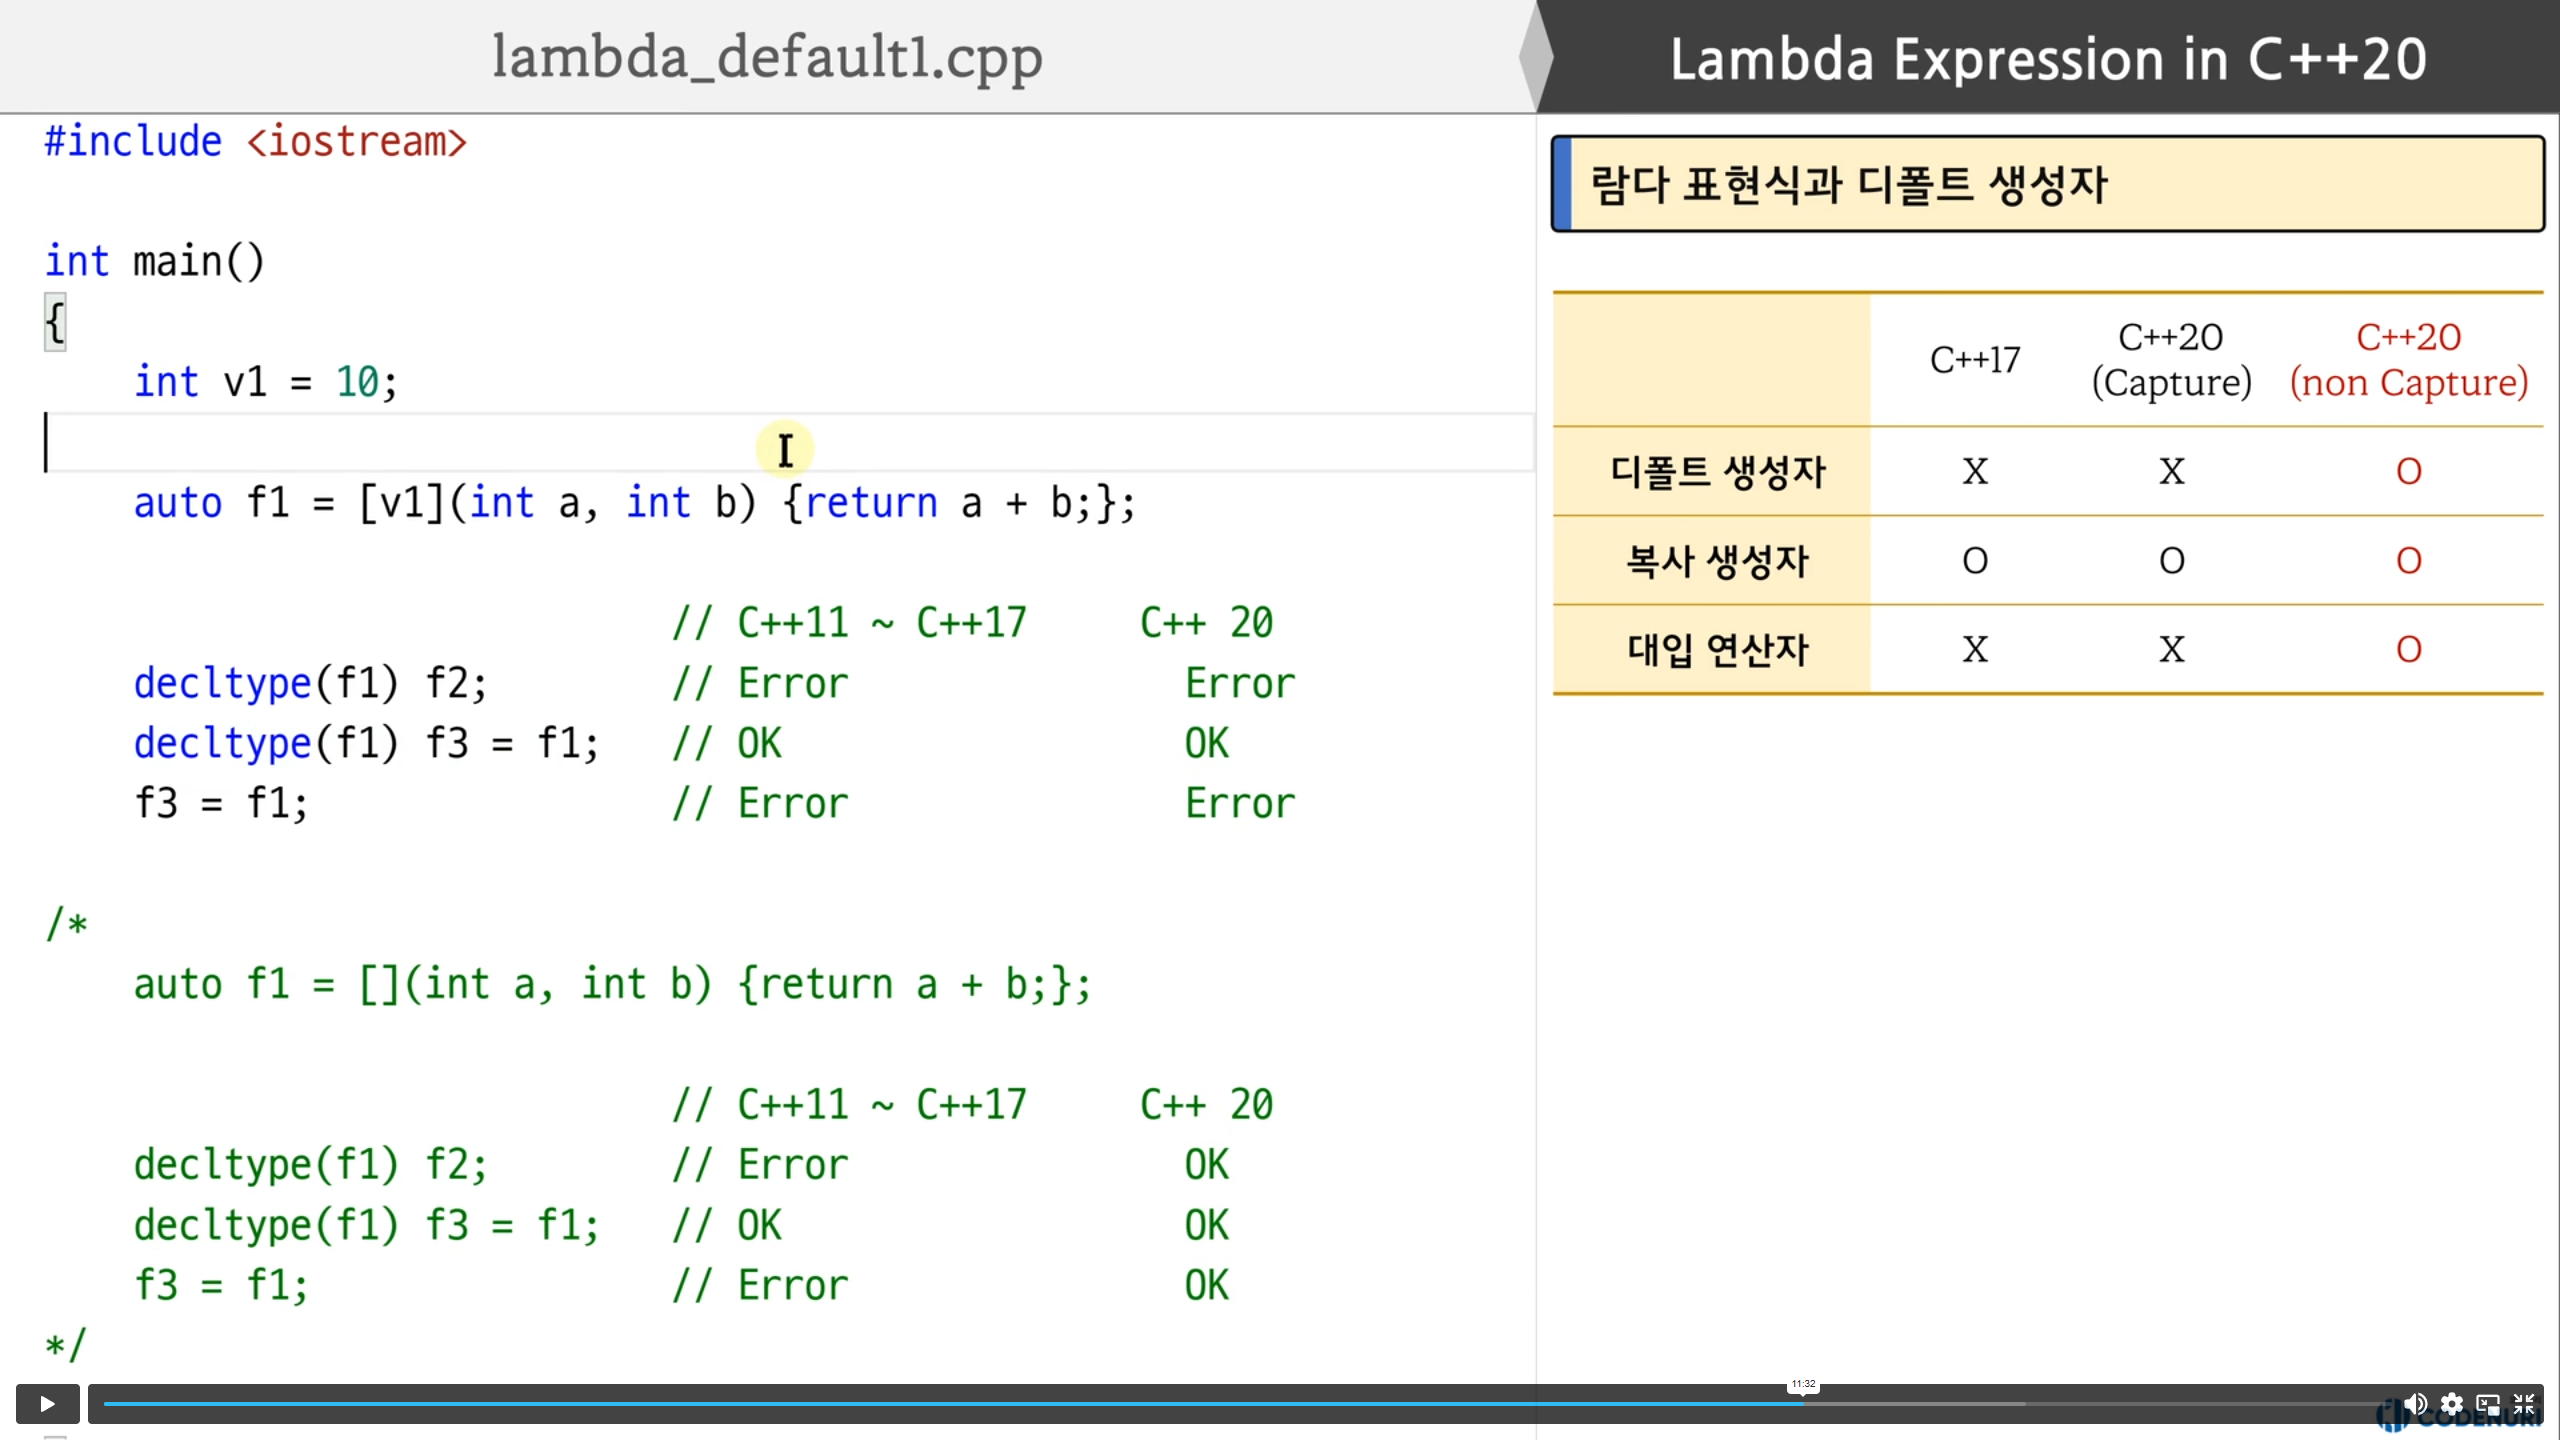 lambda_default1.cpp
Lambda Expression in C++20
#include <iostream>
int main()
{
int v1 = 10;
auto f1 = [v1](int a, int b) {return a + b;};
// C++11 ~ C++17 C++ 20
decltype(f1) f2; // Error Error
decltype(f1) f3 = f1; // OK OK
f3 = f1; // Error Error
/*
auto f1 = [](int a, int b) {return a + b;};
// C++11 ~ C++17 C++ 20
decltype(f1) f2; // Error OK
decltype(f1) f3 = f1; // OK OK
f3 = f1; // Error OK
*/
람다 표현식과 디폴트 생성자
C++17 C++20 (Capture) C++20 (non Capture)
디폴트 생성자 X X O
복사 생성자 O O O
대입 연산자 X X O
11:32
CODENURI